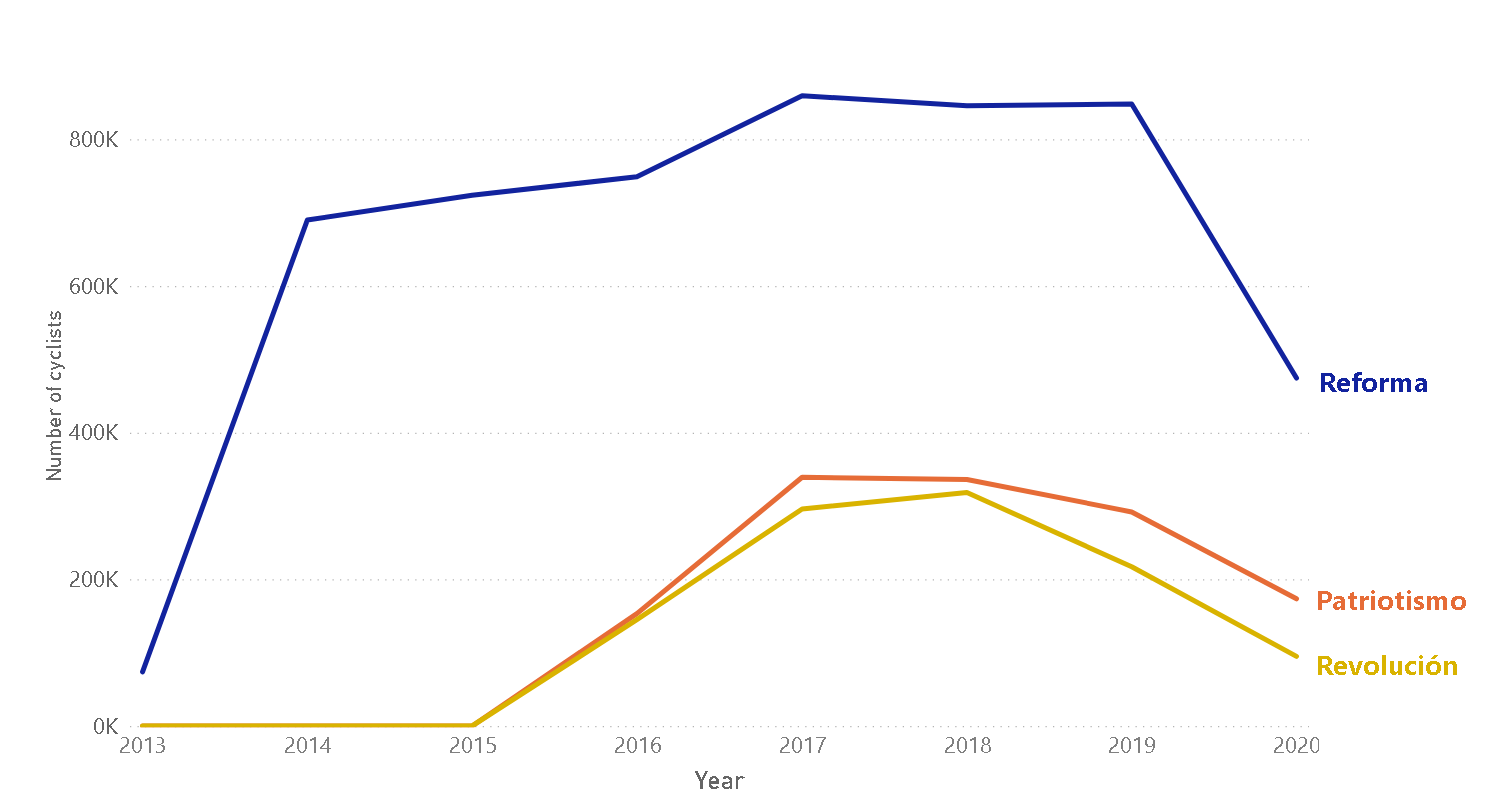 800K
600K
400K
200K
0K
Number of cyclists
2013 2014 2015 2016 2017 2018 2019 2020
Year
Reforma
Patriotismo
Revolución